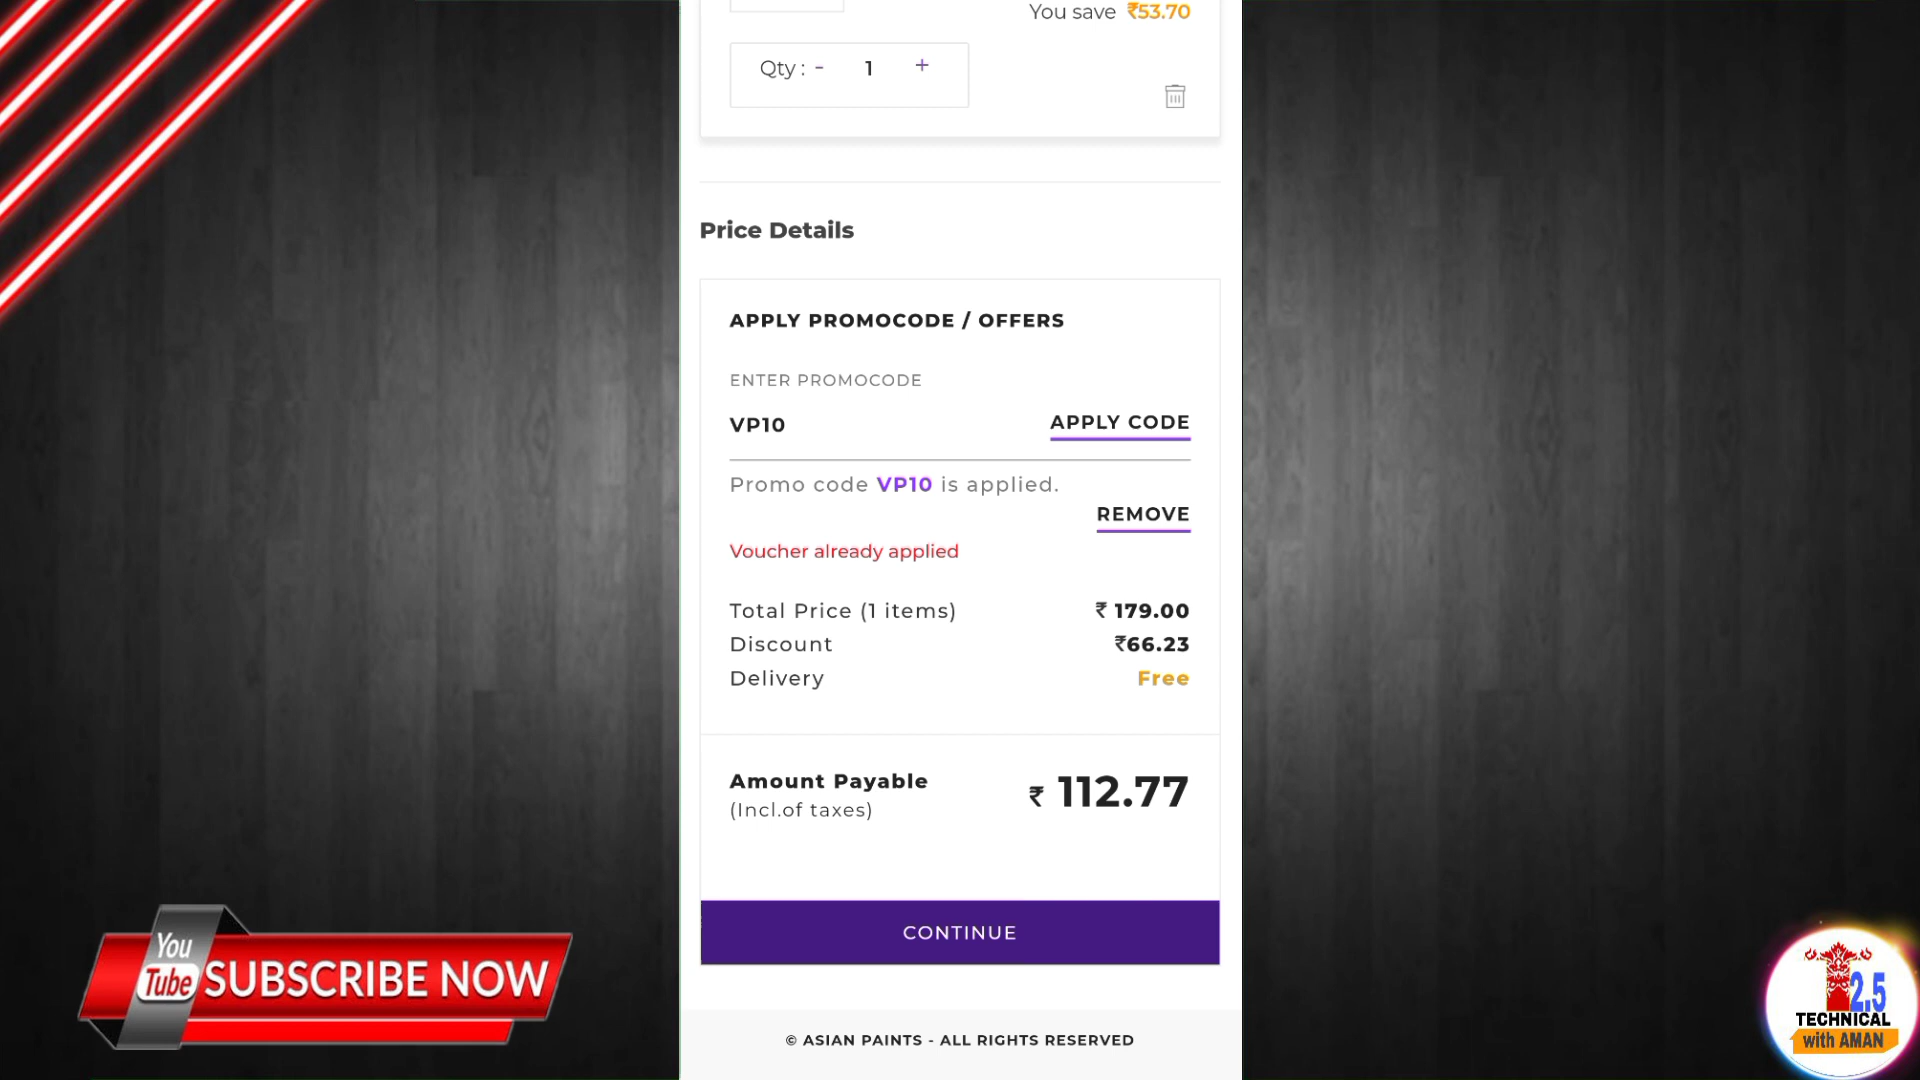 You save ₹53.70
Qty : - 1 +
Price Details
APPLY PROMOCODE / OFFERS
ENTER PROMOCODE
VP10 APPLY CODE
Promo code VP10 is applied.
REMOVE
Voucher already applied
Total Price (1 items) ₹ 179.00
Discount ₹66.23
Delivery Free
Amount Payable ₹ 112.77
(Incl.of taxes)
CONTINUE
© ASIAN PAINTS - ALL RIGHTS RESERVED
You
Tube SUBSCRIBE NOW
2.5
TECHNICAL
with AMAN